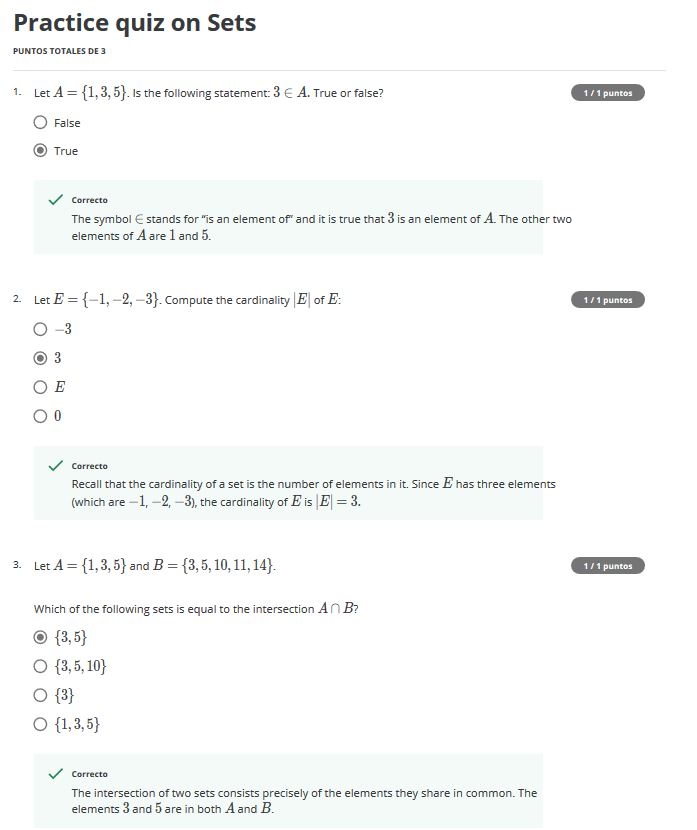 Practice quiz on Sets
PUNTOS TOTALES DE 3
1. Let A = {1, 3, 5}. Is the following statement: 3 ∈ A. True or false?
1 / 1 puntos
False
True
Correcto
The symbol ∈ stands for “is an element of” and it is true that 3 is an element of A. The other two
elements of A are 1 and 5.
2. Let E = {−1, −2, −3}. Compute the cardinality |E| of E:
1 / 1 puntos
−3
3
E
0
Correcto
Recall that the cardinality of a set is the number of elements in it. Since E has three elements
(which are −1, −2, −3), the cardinality of E is |E| = 3.
3. Let A = {1, 3, 5} and B = {3, 5, 10, 11, 14}.
1 / 1 puntos
Which of the following sets is equal to the intersection A ∩ B?
{3, 5}
{3, 5, 10}
{3}
{1, 3, 5}
Correcto
The intersection of two sets consists precisely of the elements they share in common. The
elements 3 and 5 are in both A and B.